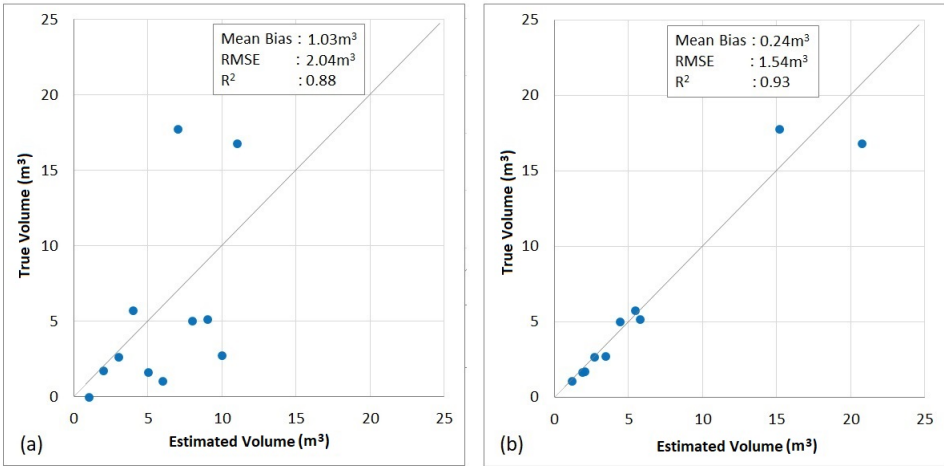 25
20
15
10
5
0
True Volume (m³)
Mean Bias : 1.03m³
RMSE : 2.04m³
R² : 0.88
0 5 10 15 20 25
Estimated Volume (m³)
(a)
25
20
15
10
5
0
True Volume (m³)
Mean Bias : 0.24m³
RMSE : 1.54m³
R² : 0.93
0 5 10 15 20 25
Estimated Volume (m³)
(b)